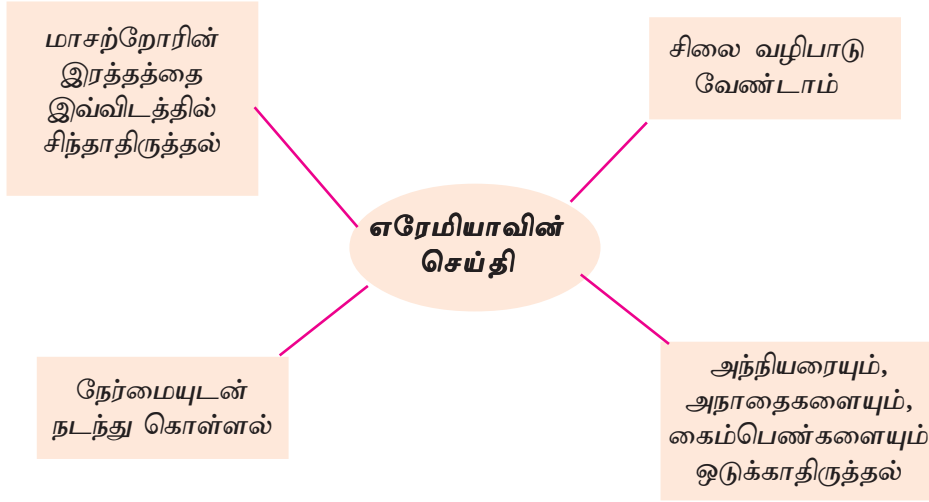 மாசற்றோரின்
இரத்தத்தை
இவ்விடத்தில்
சிந்தாதிருத்தல்
சிலை வழிபாடு
வேண்டாம்
எரேமியாவின்
செய்தி
நேர்மையுடன்
நடந்து கொள்ளல்
அந்நியரையும்,
அநாதைகளையும்,
கைம்பெண்களையும்
ஒடுக்காதிருத்தல்